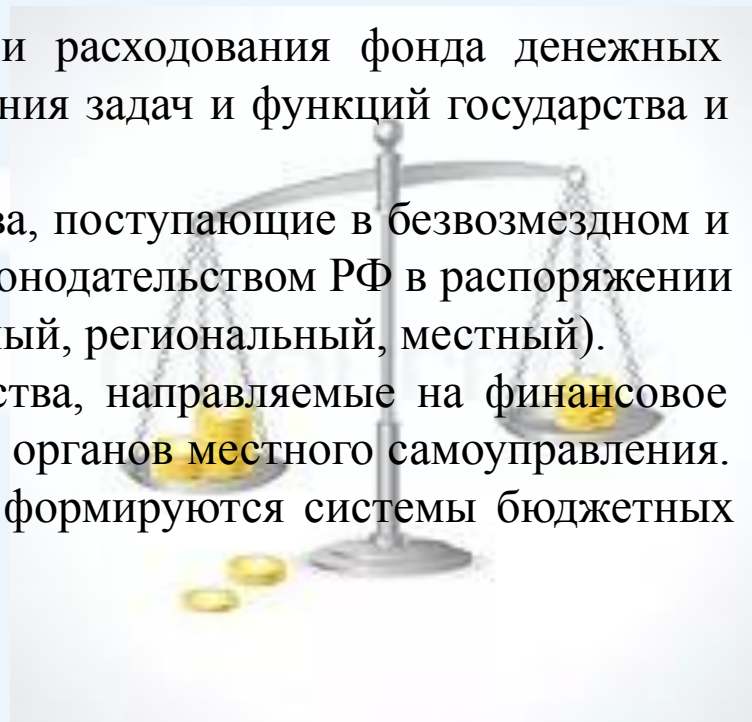 и расходования фонда денежных
ния задач и функций государства и
ва, поступающие в безвозмездном и
онодательством РФ в распоряжении
ый, региональный, местный).
ства, направляемые на финансовое
органов местного самоуправления.
формируются системы бюджетных